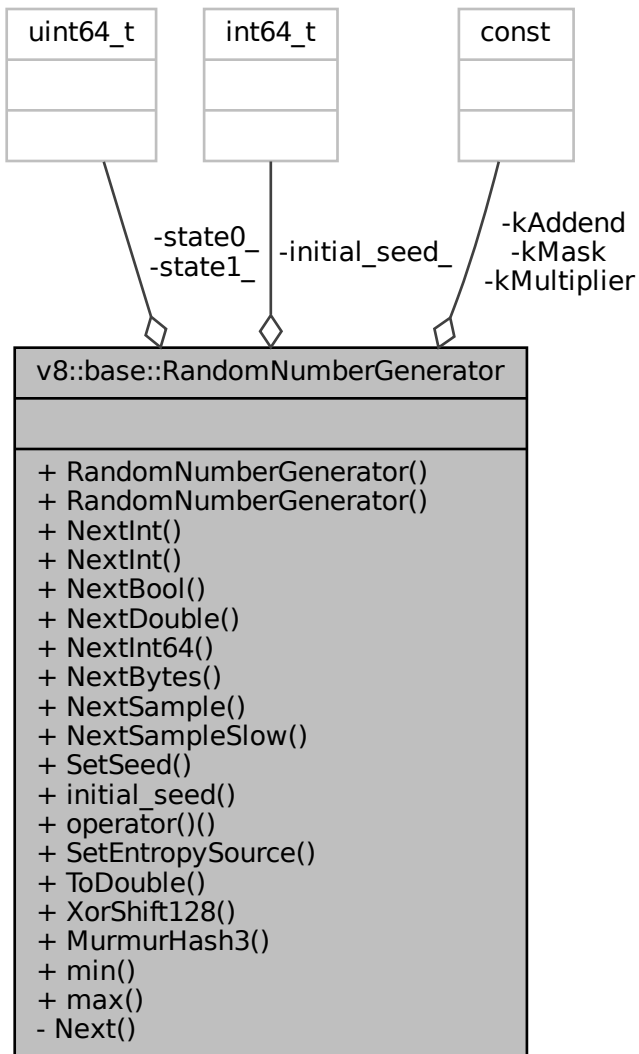 uint64_t
int64_t
const
-state0_
-state1_
-initial_seed_
-kAddend
-kMask
-kMultiplier
v8::base::RandomNumberGenerator
+ RandomNumberGenerator()
+ RandomNumberGenerator()
+ NextInt()
+ NextInt()
+ NextBool()
+ NextDouble()
+ NextInt64()
+ NextBytes()
+ NextSample()
+ NextSampleSlow()
+ SetSeed()
+ initial_seed()
+ operator()()
+ SetEntropySource()
+ ToDouble()
+ XorShift128()
+ MurmurHash3()
+ min()
+ max()
- Next()